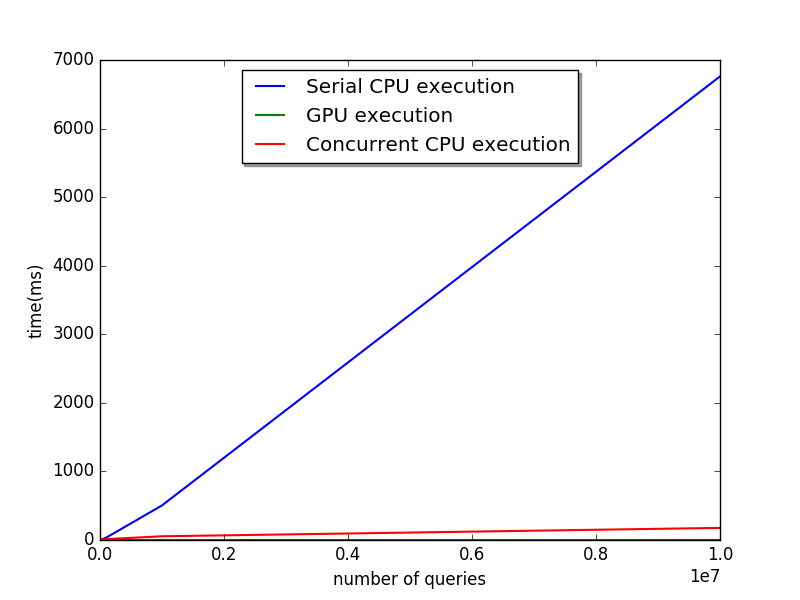 7000
6000
5000
4000
3000
2000
1000
0
time(ms)
Serial CPU execution
GPU execution
Concurrent CPU execution
0.0 0.2 0.4 0.6 0.8 1.0
1e7
number of queries